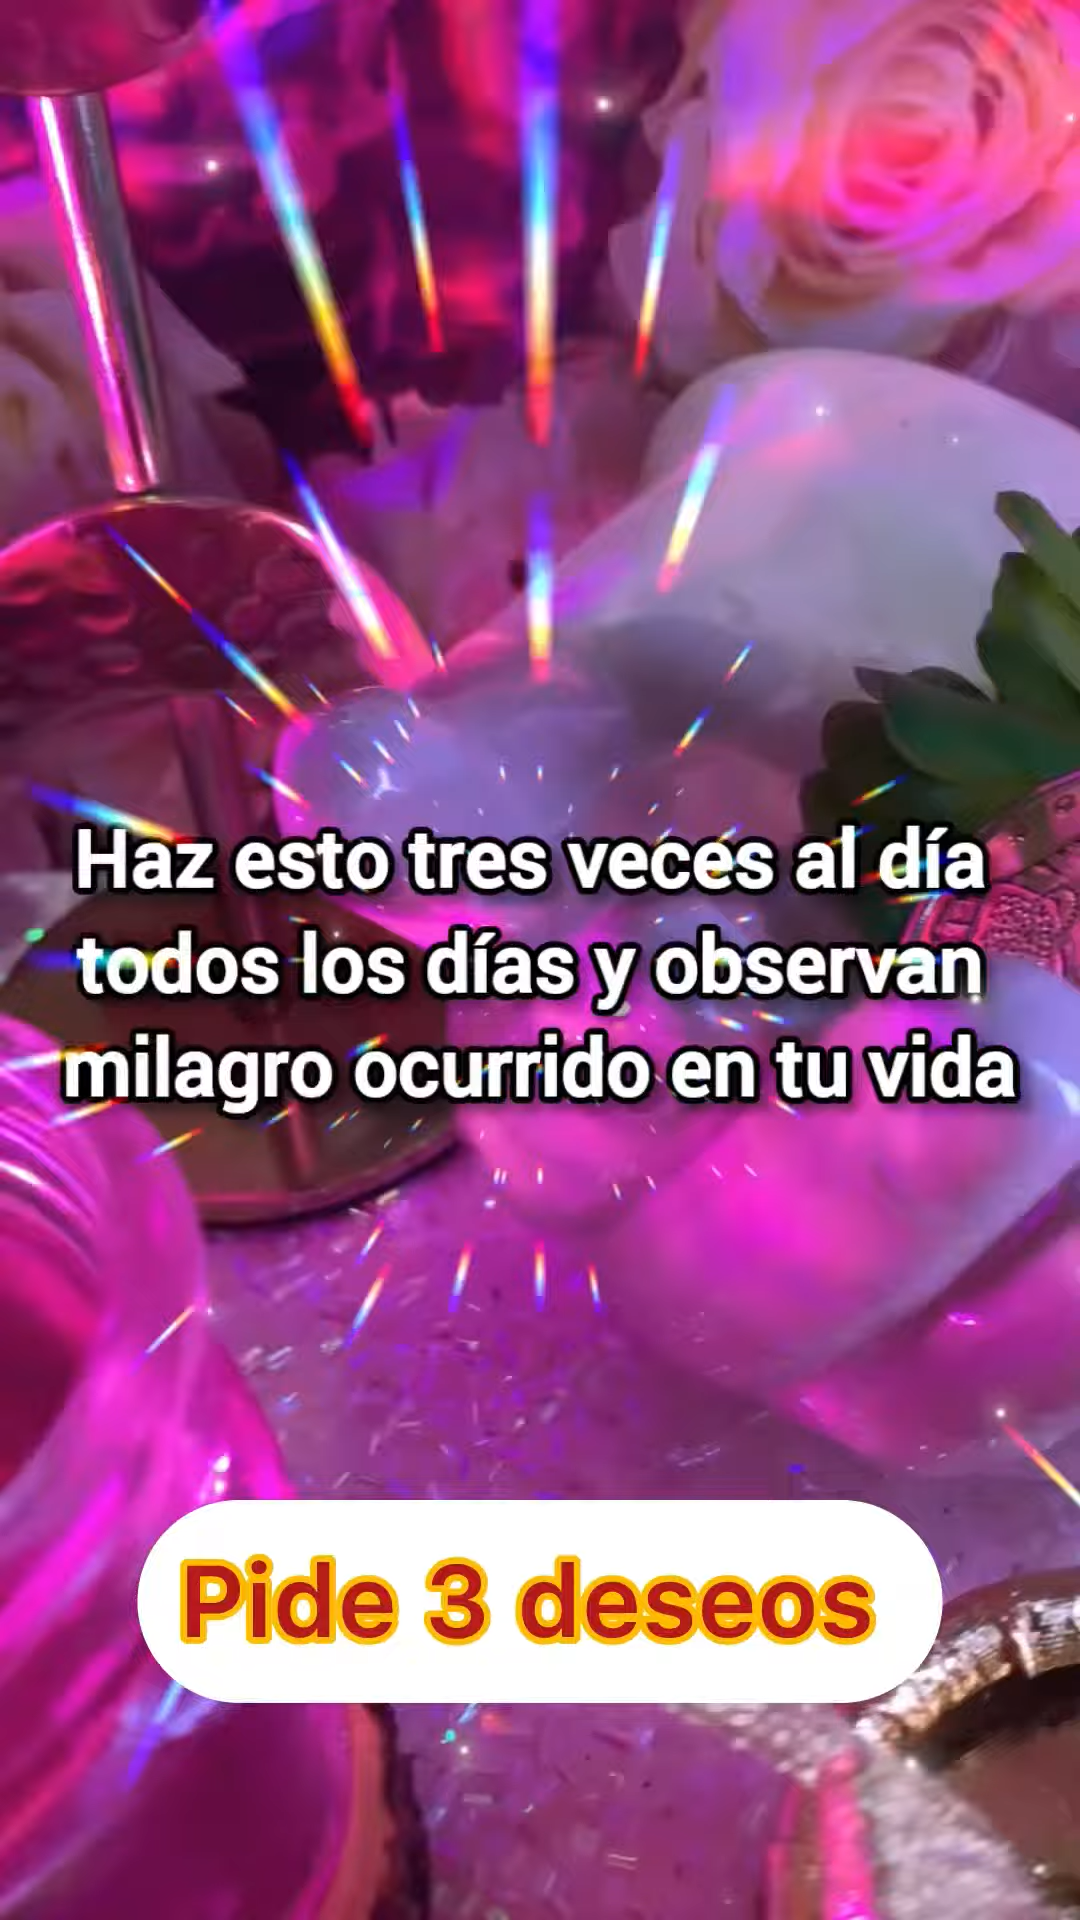 Haz esto tres veces al día
todos los días y observan
milagro ocurrido en tu vida
Pide 3 deseos